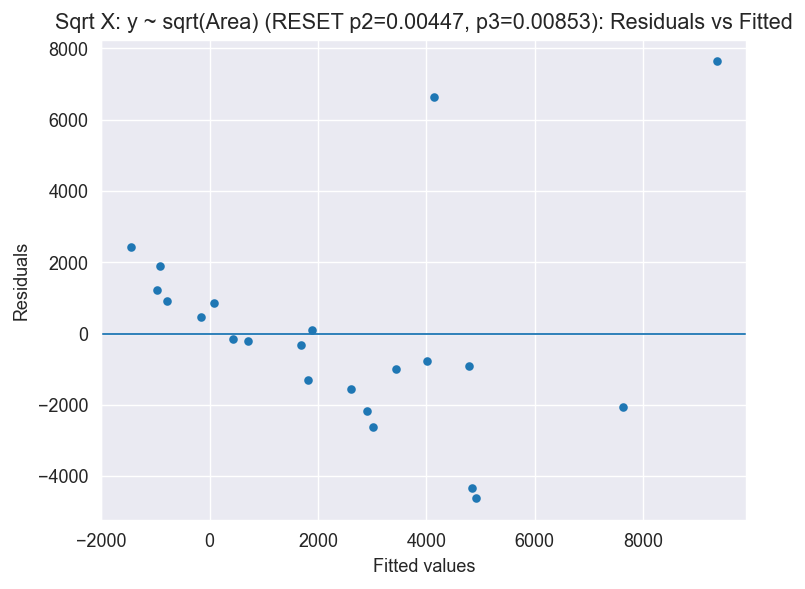 Sqrt X: y ~ sqrt(Area) (RESET p2=0.00447, p3=0.00853): Residuals vs Fitted
8000
6000
4000
2000
0
−2000
−4000
Residuals
−2000 0 2000 4000 6000 8000
Fitted values